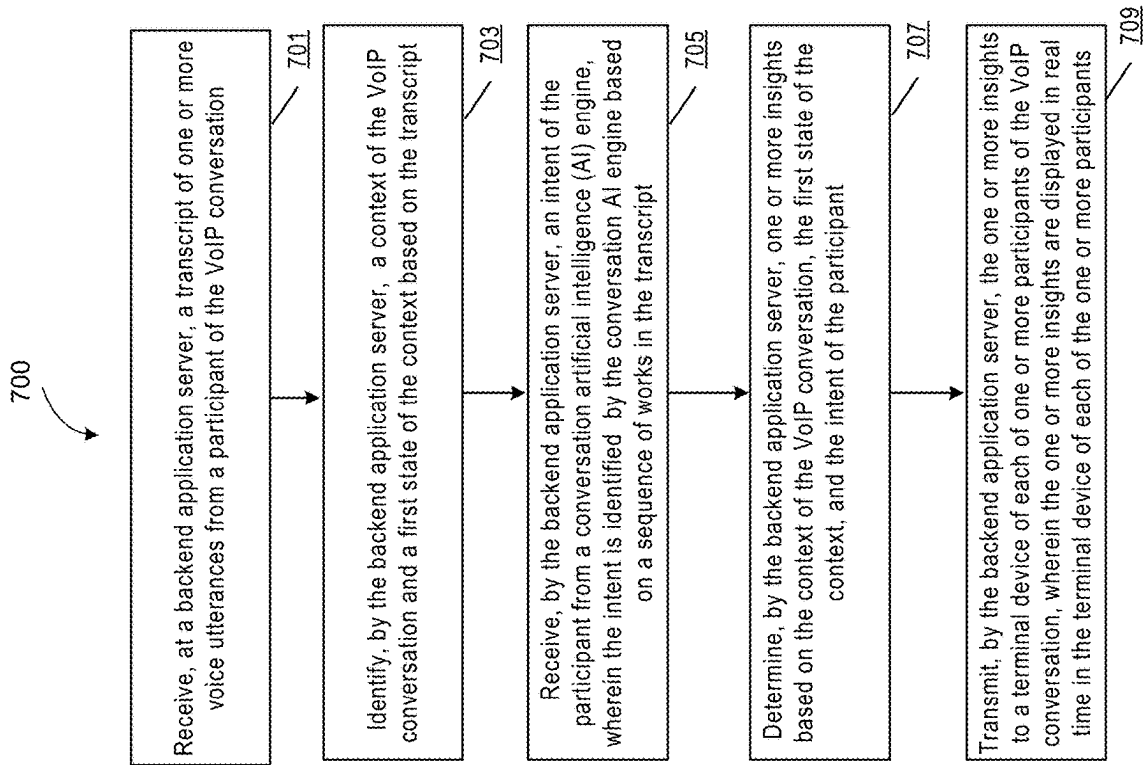 700
Receive, at a backend application server, a transcript of one or more
voice utterances from a participant of the VoIP conversation
701
Identify, by the backend application server, a context of the VoIP
conversation and a first state of the context based on the transcript
703
Receive, by the backend application server, an intent of the
participant from a conversation artificial intelligence (AI) engine,
wherein the intent is identified by the conversation AI engine based
on a sequence of works in the transcript
705
Determine, by the backend application server, one or more insights
based on the context of the VoIP conversation, the first state of the
context, and the intent of the participant
707
Transmit, by the backend application server, the one or more insights
to a terminal device of each of one or more participants of the VoIP
conversation, wherein the one or more insights are displayed in real
time in the terminal device of each of the one or more participants
709